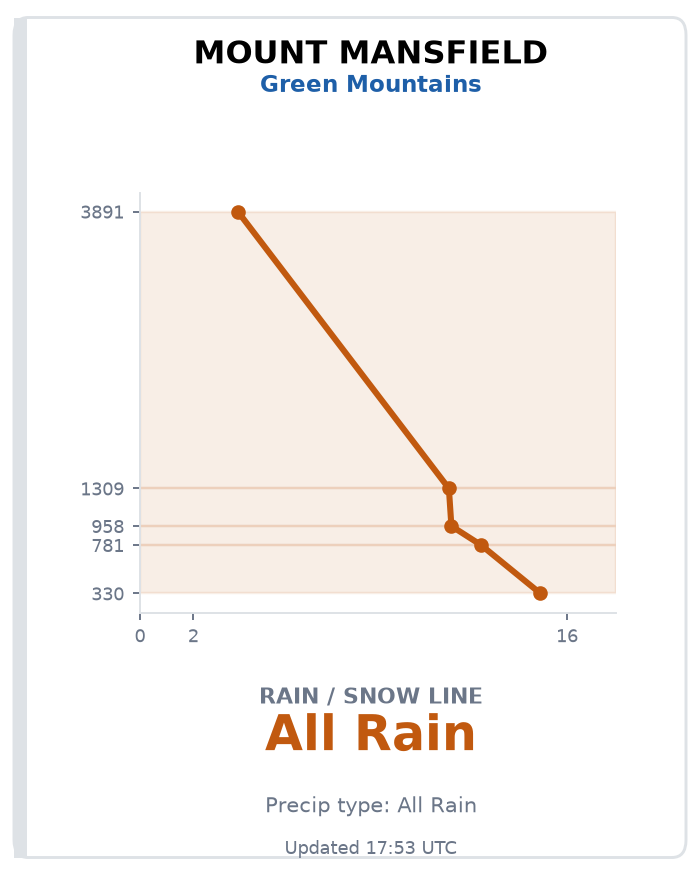 MOUNT MANSFIELD
Green Mountains
3891
1309
958
781
330
0 2 16
RAIN / SNOW LINE
All Rain
Precip type: All Rain
Updated 17:53 UTC